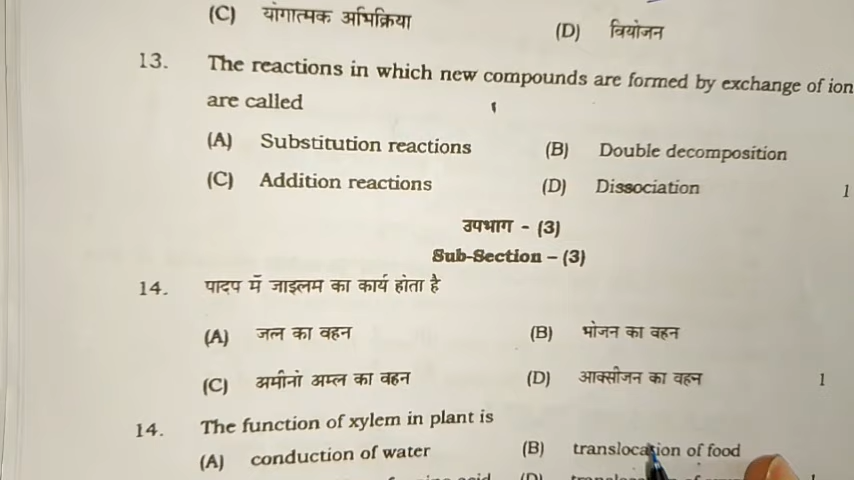 (C) योगात्मक अभिक्रिया (D) वियोजन
13. The reactions in which new compounds are formed by exchange of ion
are called
(A) Substitution reactions (B) Double decomposition
(C) Addition reactions (D) Dissociation 1
उपभाग - (3)
Sub-Section – (3)
14. पादप में जाइलम का कार्य होता है
(A) जल का वहन (B) भोजन का वहन
(C) अमीनो अम्ल का वहन (D) आक्सीजन का वहन 1
14. The function of xylem in plant is
(A) conduction of water (B) translocation of food
acid (D)